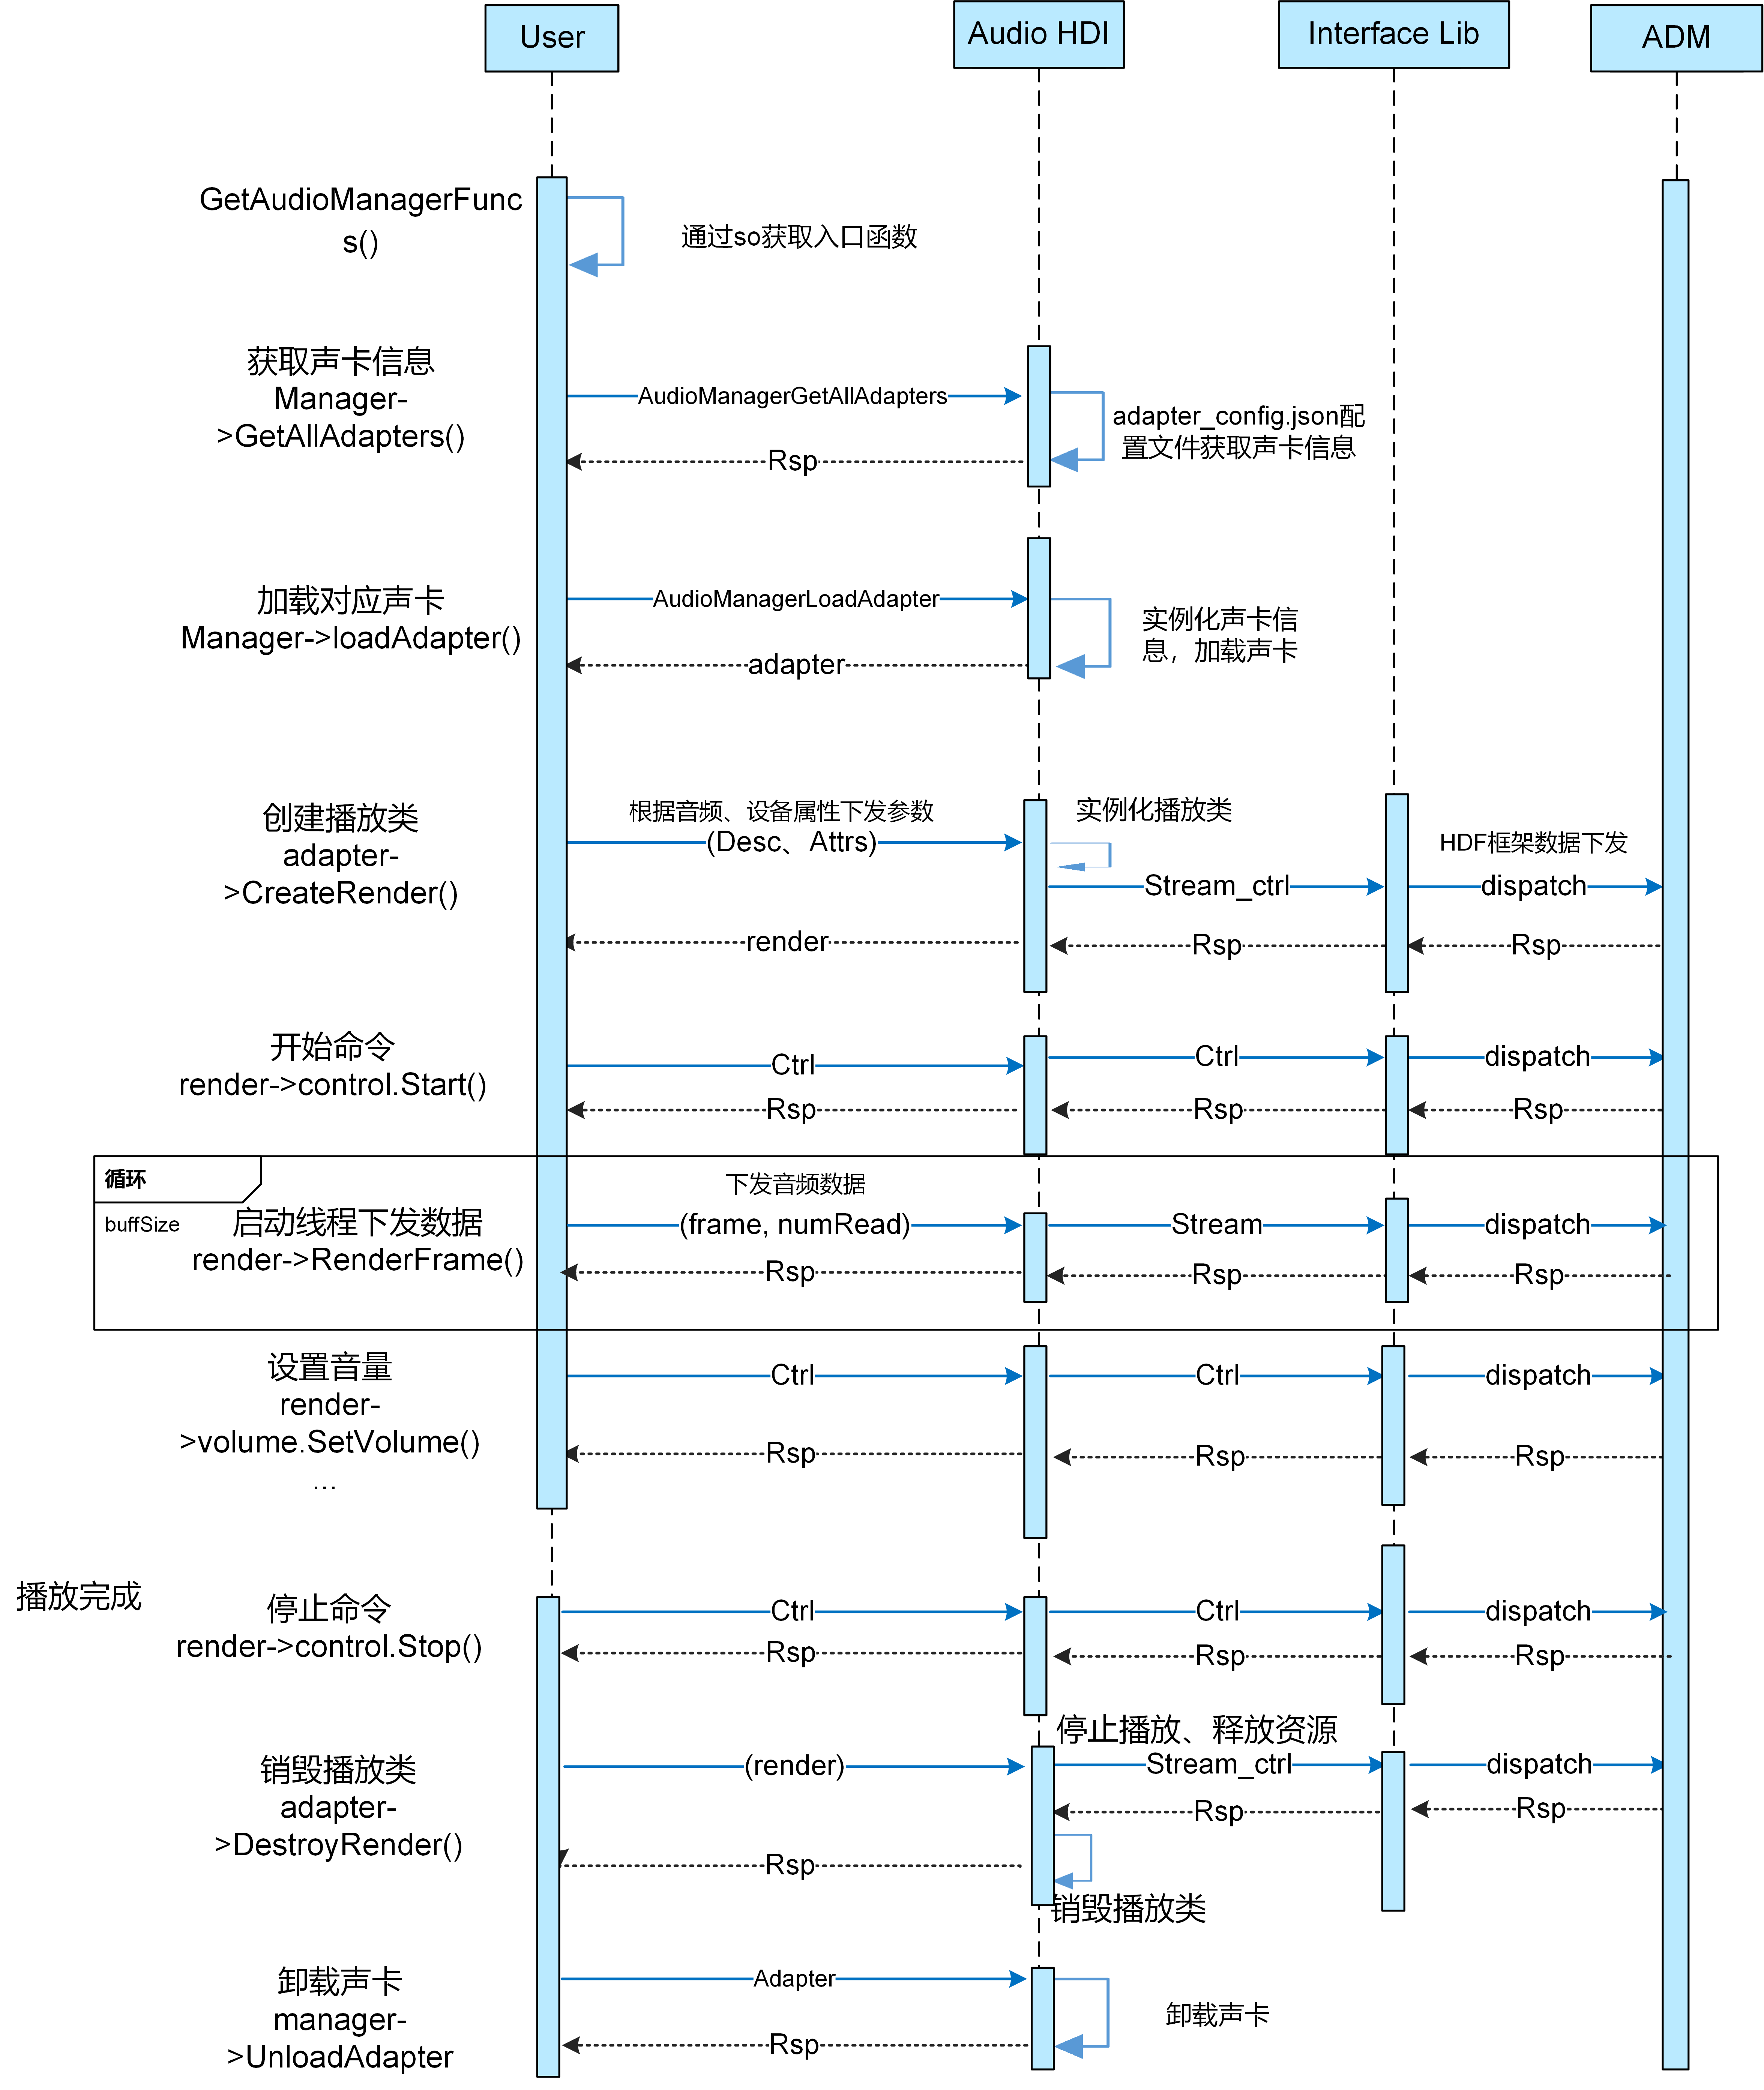 User
Audio HDI
Interface Lib
ADM
GetAudioManagerFunc
s()
通过so获取入口函数
获取声卡信息
Manager-
>GetAllAdapters()
AudioManagerGetAllAdapters
adapter_config.json配
置文件获取声卡信息
Rsp
加载对应声卡
Manager->loadAdapter()
AudioManagerLoadAdapter
实例化声卡信
息，加载声卡
adapter
创建播放类
adapter-
>CreateRender()
根据音频、设备属性下发参数
(Desc、Attrs)
实例化播放类
HDF框架数据下发
Stream_ctrl
dispatch
render
Rsp
Rsp
开始命令
render->control.Start()
Ctrl
Ctrl
dispatch
Rsp
Rsp
Rsp
循环
buffSize
启动线程下发数据
render->RenderFrame()
下发音频数据
(frame, numRead)
Stream
dispatch
Rsp
Rsp
Rsp
设置音量
render-
>volume.SetVolume()
...
Ctrl
Ctrl
dispatch
Rsp
Rsp
Rsp
播放完成
停止命令
render->control.Stop()
Ctrl
Ctrl
dispatch
Rsp
Rsp
Rsp
销毁播放类
adapter-
>DestroyRender()
(render)
停止播放、释放资源
Stream_ctrl
dispatch
Rsp
Rsp
Rsp
销毁播放类
卸载声卡
manager-
>UnloadAdapter
Adapter
卸载声卡
Rsp